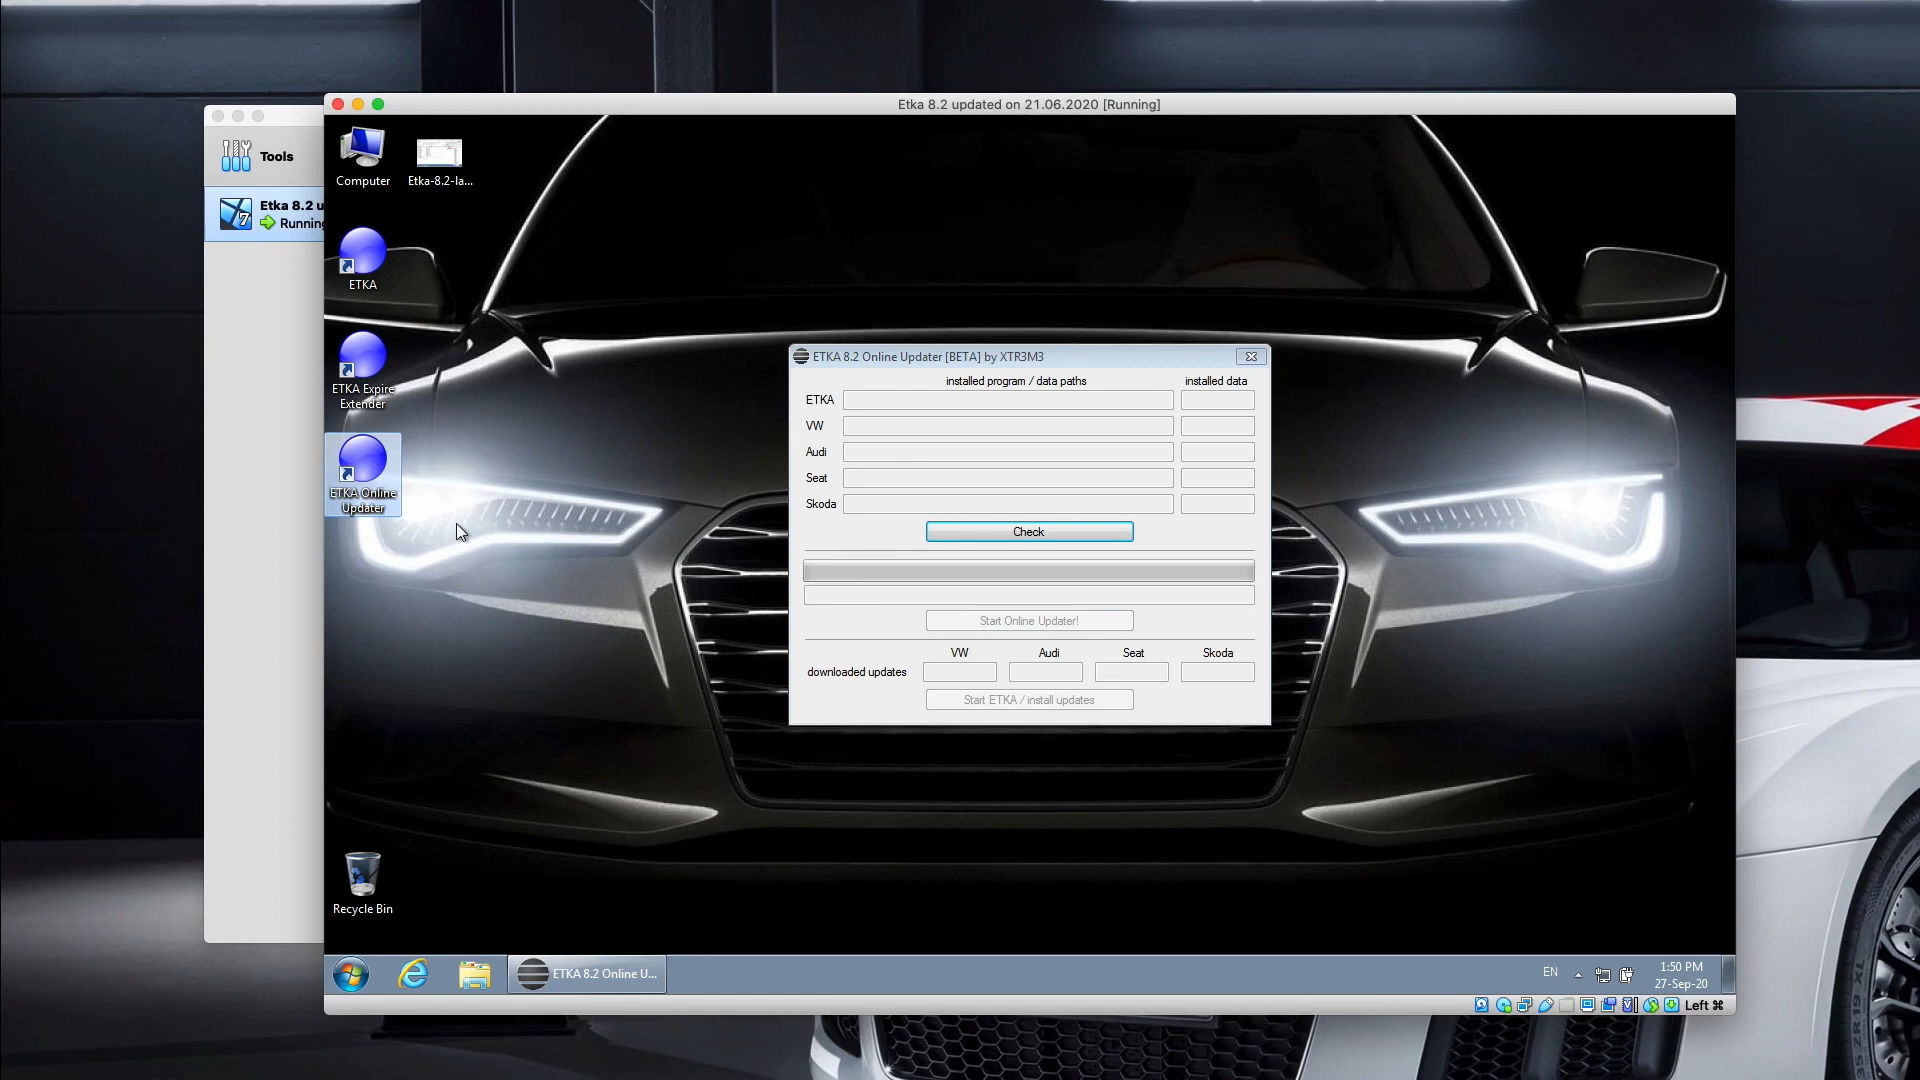 Etka 8.2 updated on 21.06.2020 [Running]
Tools
Etka 8.2 u
Running
Computer
Etka-8.2-la...
ETKA
ETKA Expire
Extender
ETKA Online
Updater
ETKA 8.2 Online Updater [BETA] by XTR3M3
installed program / data paths
installed data
ETKA
VW
Audi
Seat
Skoda
Check
Start Online Updater!
VW
Audi
Seat
Skoda
downloaded updates
Start ETKA / install updates
Recycle Bin
ETKA 8.2 Online U...
EN
1:50 PM
27-Sep-20
Left ⌘